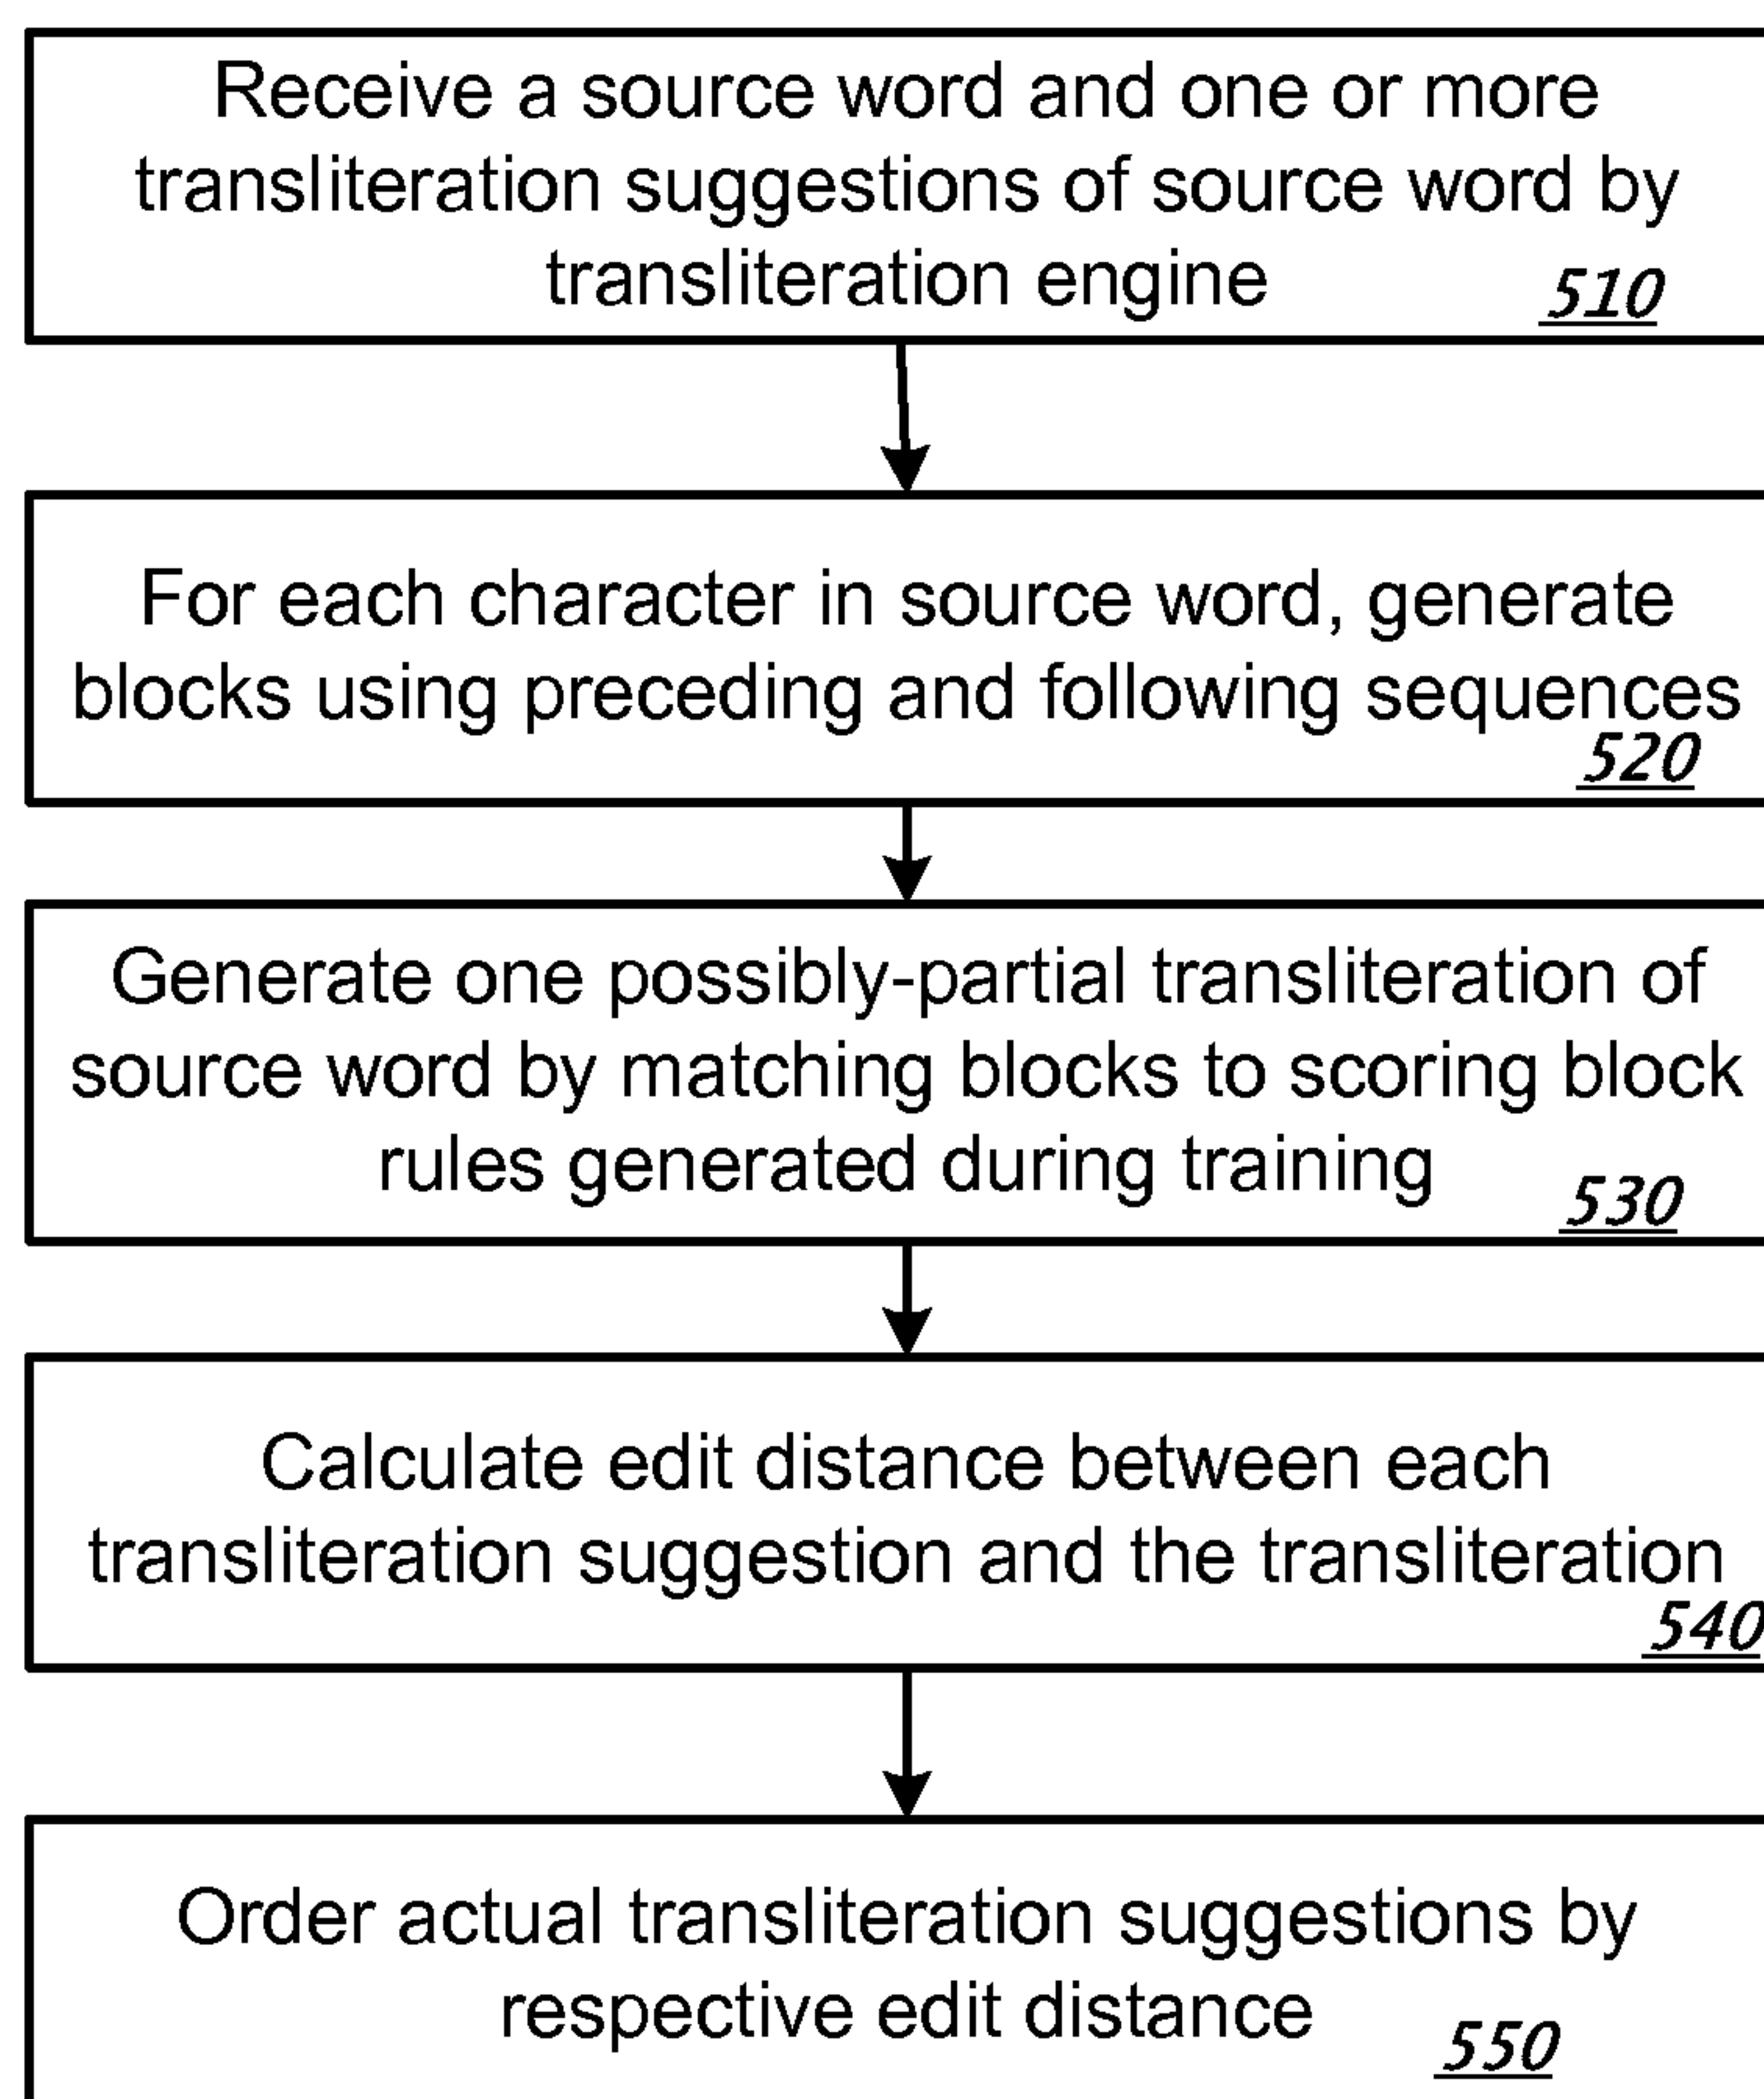 Receive a source word and one or more
transliteration suggestions of source word by
transliteration engine
510
For each character in source word, generate
blocks using preceding and following sequences
520
Generate one possibly-partial transliteration of
source word by matching blocks to scoring block
rules generated during training
530
Calculate edit distance between each
transliteration suggestion and the transliteration
540
Order actual transliteration suggestions by
respective edit distance
550